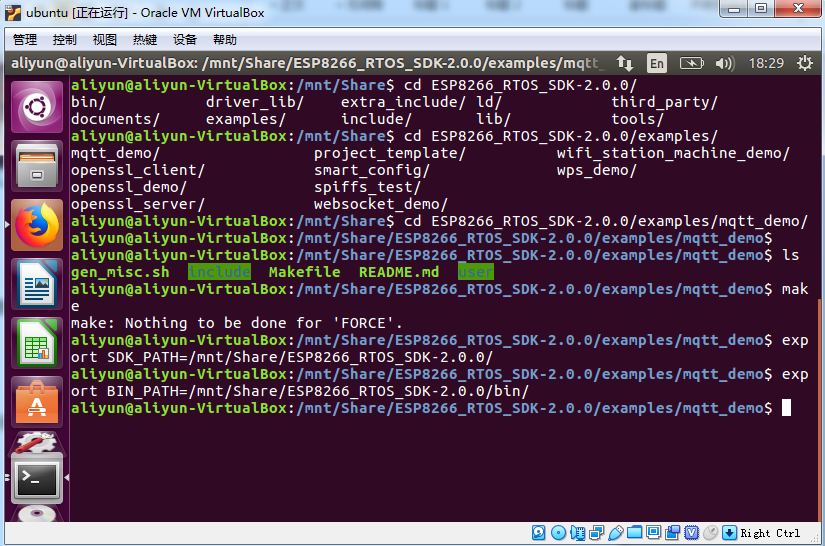 ubuntu [正在运行] - Oracle VM VirtualBox
管理 控制 视图 热键 设备 帮助
aliyun@aliyun-VirtualBox: /mnt/Share/ESP8266_RTOS_SDK-2.0.0/examples/mqtt_ En 18:29
aliyun@aliyun-VirtualBox:/mnt/Share$ cd ESP8266_RTOS_SDK-2.0.0/
bin/ driver_lib/ extra_include/ ld/ third_party/
documents/ examples/ include/ lib/ tools/
aliyun@aliyun-VirtualBox:/mnt/Share$ cd ESP8266_RTOS_SDK-2.0.0/examples/
mqtt_demo/ project_template/ wifi_station_machine_demo/
openssl_client/ smart_config/ wps_demo/
openssl_demo/ spiffs_test/
openssl_server/ websocket_demo/
aliyun@aliyun-VirtualBox:/mnt/Share$ cd ESP8266_RTOS_SDK-2.0.0/examples/mqtt_demo/
aliyun@aliyun-VirtualBox:/mnt/Share/ESP8266_RTOS_SDK-2.0.0/examples/mqtt_demo$
aliyun@aliyun-VirtualBox:/mnt/Share/ESP8266_RTOS_SDK-2.0.0/examples/mqtt_demo$ ls
gen_misc.sh include Makefile README.md user
aliyun@aliyun-VirtualBox:/mnt/Share/ESP8266_RTOS_SDK-2.0.0/examples/mqtt_demo$ mak
e
make: Nothing to be done for 'FORCE'.
aliyun@aliyun-VirtualBox:/mnt/Share/ESP8266_RTOS_SDK-2.0.0/examples/mqtt_demo$ exp
ort SDK_PATH=/mnt/Share/ESP8266_RTOS_SDK-2.0.0/
aliyun@aliyun-VirtualBox:/mnt/Share/ESP8266_RTOS_SDK-2.0.0/examples/mqtt_demo$ exp
ort BIN_PATH=/mnt/Share/ESP8266_RTOS_SDK-2.0.0/bin/
aliyun@aliyun-VirtualBox:/mnt/Share/ESP8266_RTOS_SDK-2.0.0/examples/mqtt_demo$
Right Ctrl